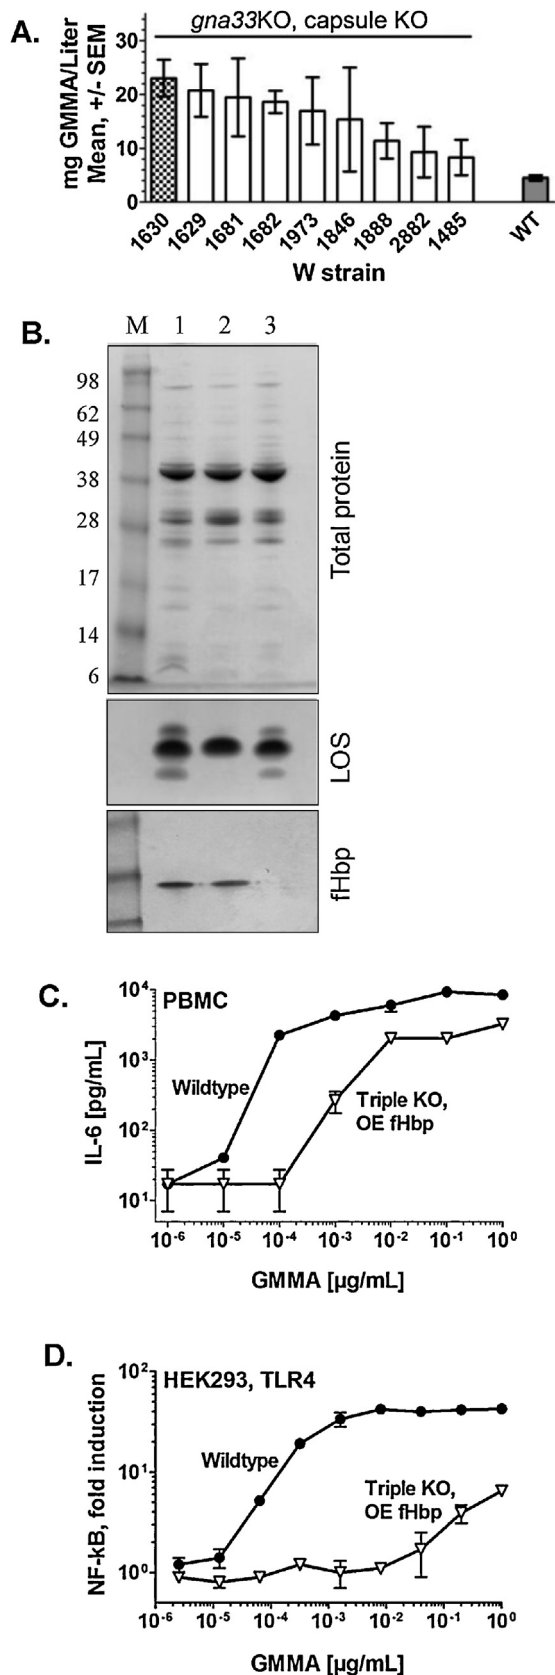 A.
gna33KO, capsule KO
mg GMMA/Liter
Mean, +/- SEM
30
20
10
0
1630
1629
1681
1682
1973
1846
1888
2882
1485
WT
W strain
B.
M 1 2 3
98
62
49
38
28
17
14
6
Total protein
LOS
fHbp
C.
PBMC
IL-6 [pg/mL]
10⁴
10³
10²
10¹
Wildtype
Triple KO,
OE fHbp
10⁻⁶ 10⁻⁵ 10⁻⁴ 10⁻³ 10⁻² 10⁻¹ 10⁰
GMMA [µg/mL]
D.
HEK293, TLR4
NF-kB, fold induction
10²
10¹
10⁰
Wildtype
Triple KO,
OE fHbp
10⁻⁶ 10⁻⁵ 10⁻⁴ 10⁻³ 10⁻² 10⁻¹ 10⁰
GMMA [µg/mL]